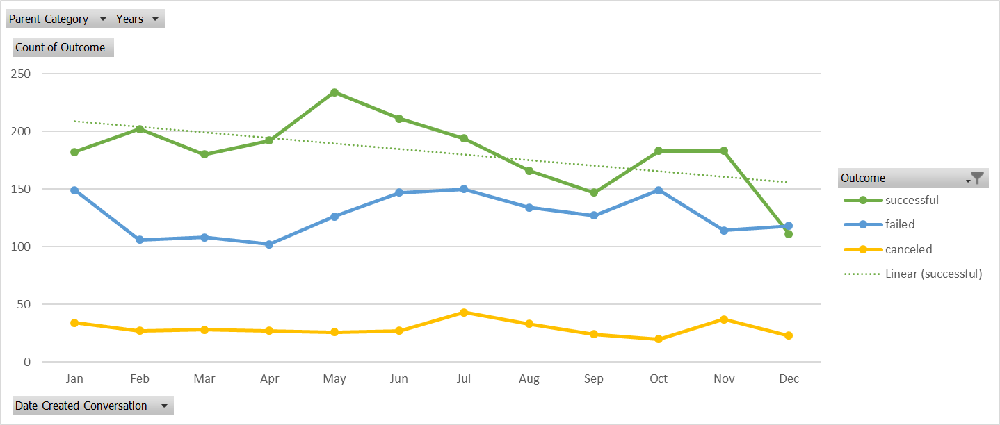 Parent Category Years
Count of Outcome
250
200
150
100
50
0
Jan Feb Mar Apr May Jun Jul Aug Sep Oct Nov Dec
Outcome
successful
failed
canceled
Linear (successful)
Date Created Conversation